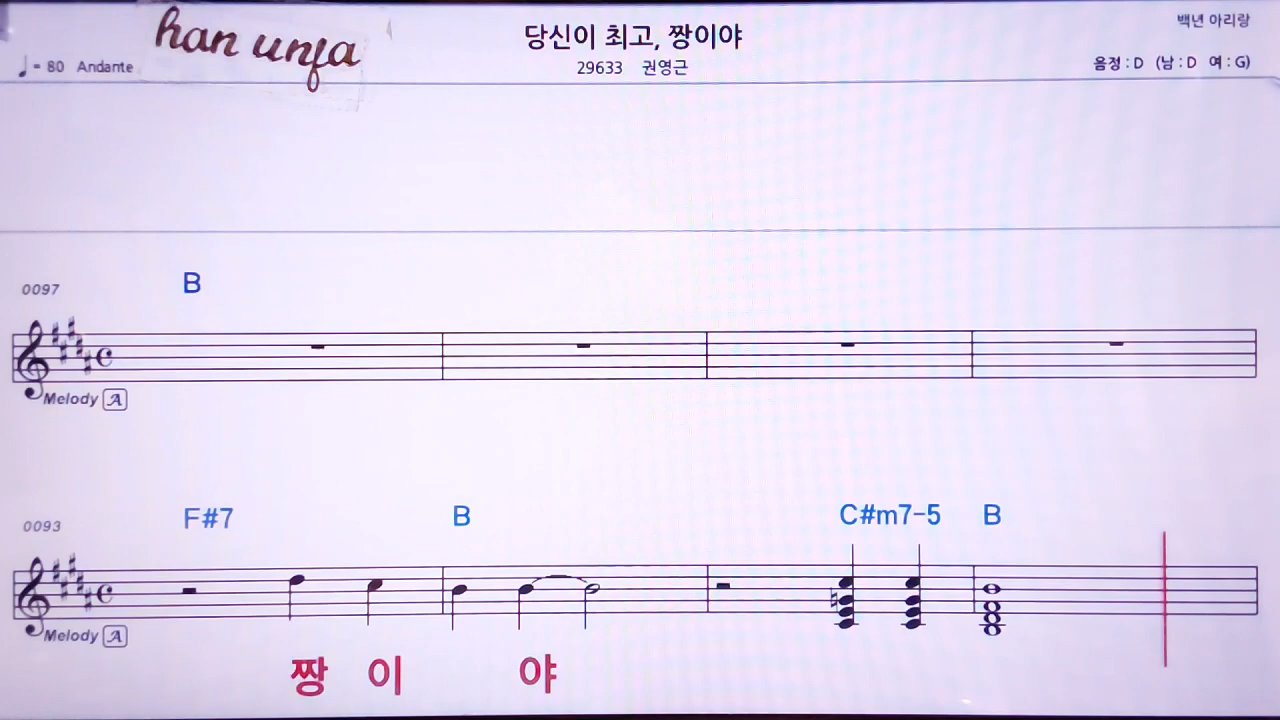 han unfa
당신이 최고, 짱이야
백년 아리랑
♩= 80 Andante
29633 권영근
음정 : D (남 : D 여 : G)
0097
B
Melody A
0093
F#7 B C#m7-5 B
Melody A
짱 이 야